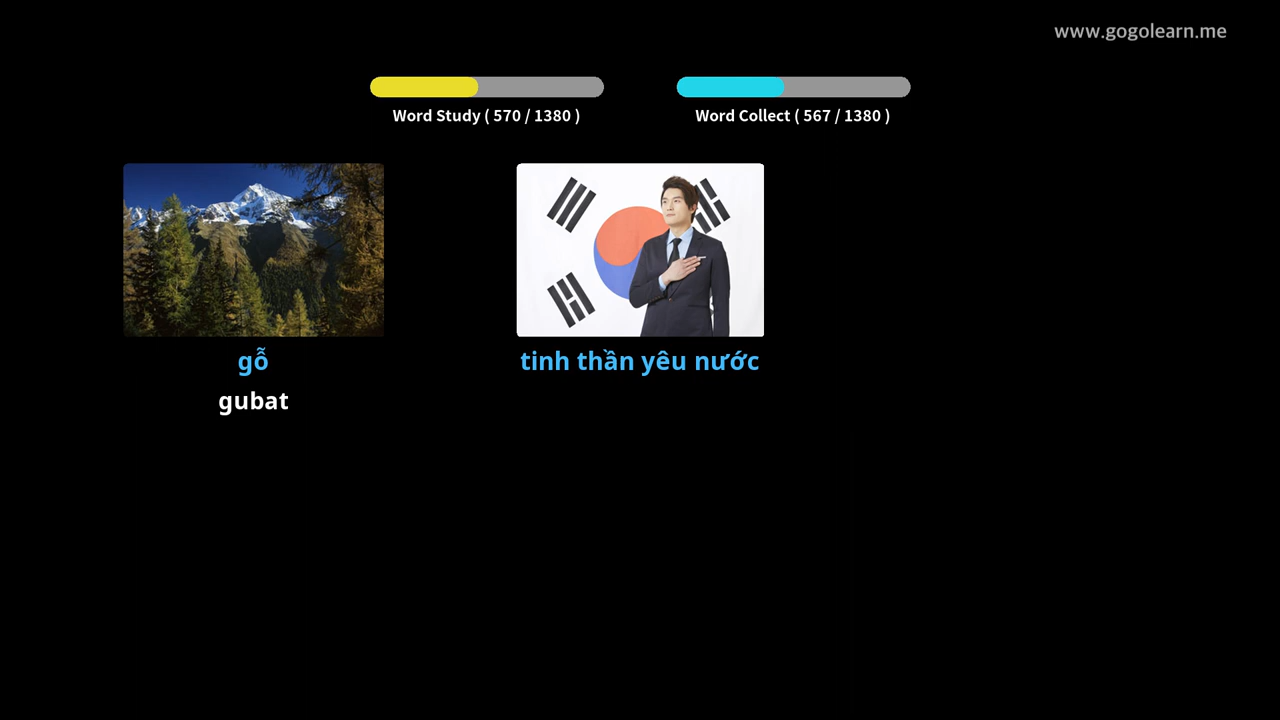 www.gogolearn.me
Word Study ( 570 / 1380 )
Word Collect ( 567 / 1380 )
gỗ
tinh thần yêu nước
gubat